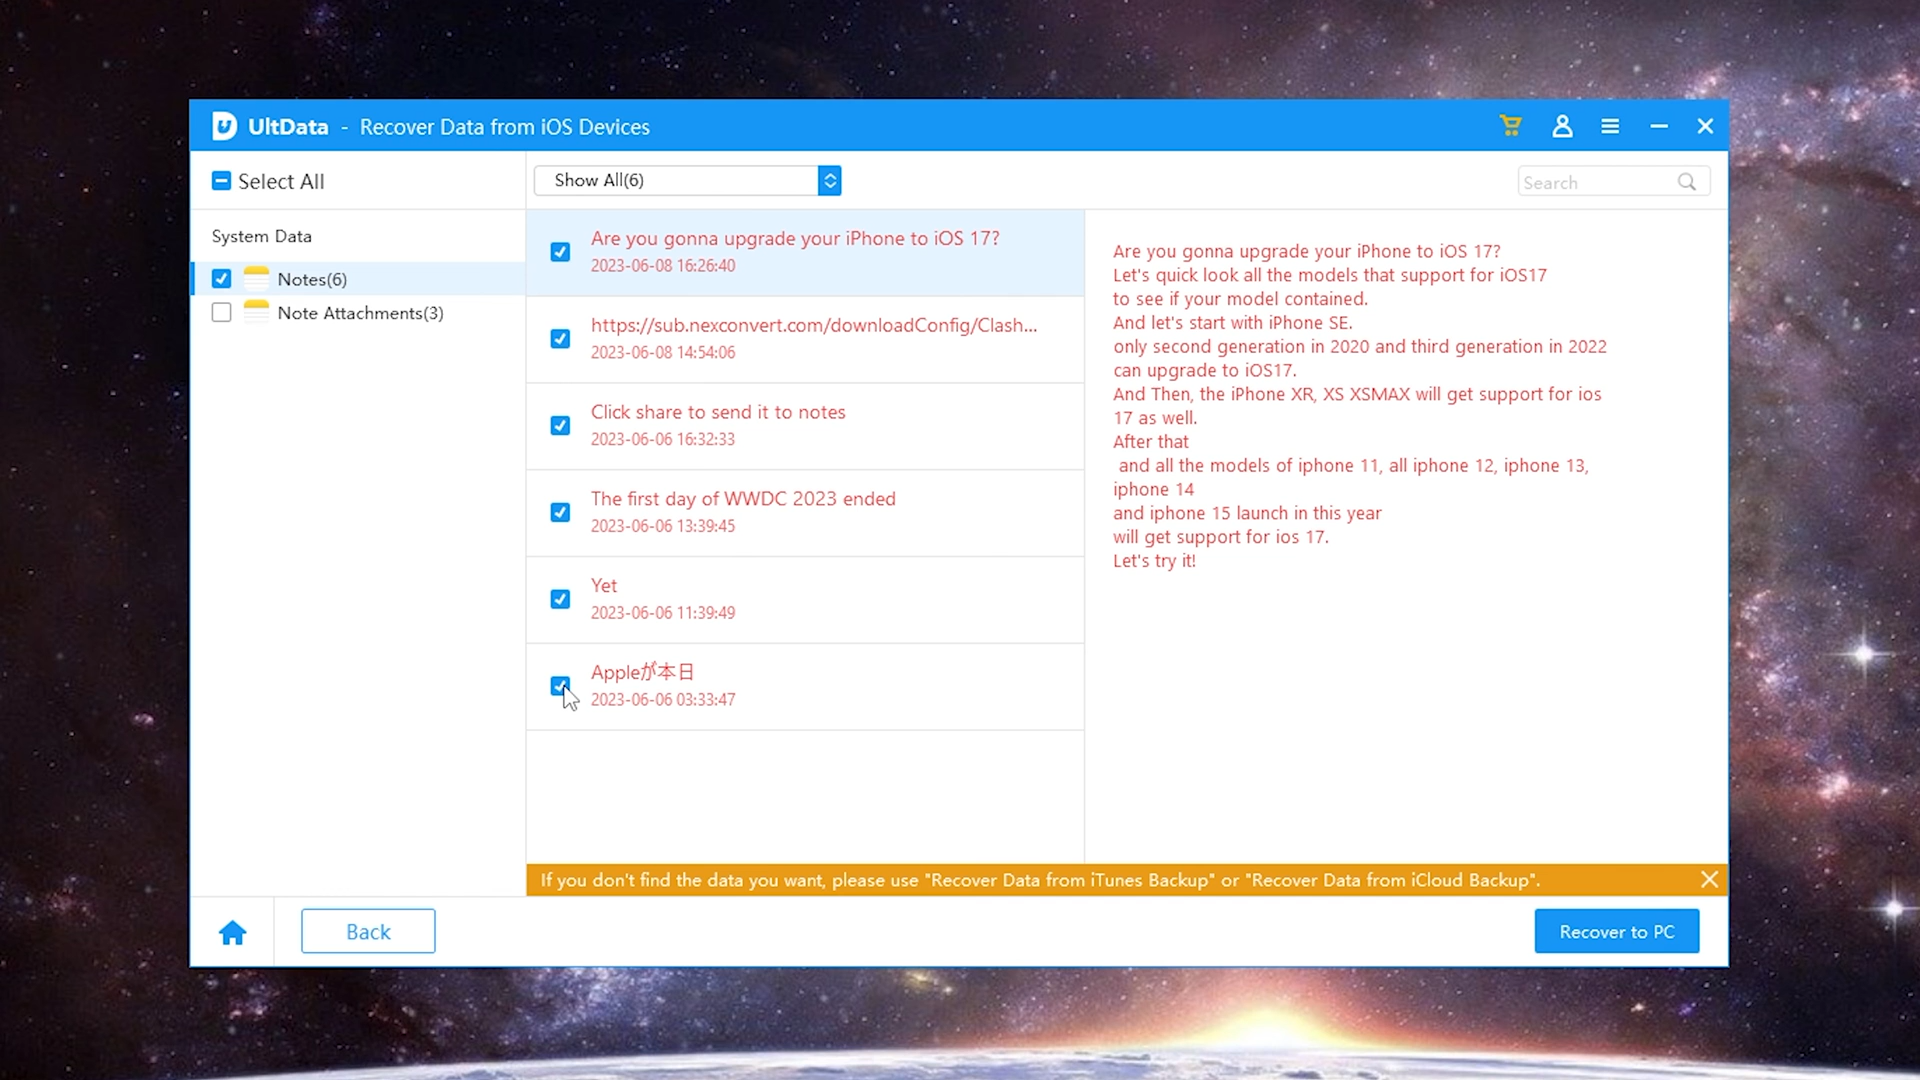 UltData - Recover Data from iOS Devices
Select All
Show All(6)
Search
System Data
Notes(6)
Note Attachments(3)
Are you gonna upgrade your iPhone to iOS 17?
2023-06-08 16:26:40
https://sub.nexconvert.com/downloadConfig/Clash...
2023-06-08 14:54:06
Click share to send it to notes
2023-06-06 16:32:33
The first day of WWDC 2023 ended
2023-06-06 13:39:45
Yet
2023-06-06 11:39:49
Appleが本日
2023-06-06 03:33:47
Are you gonna upgrade your iPhone to iOS 17?
Let's quick look all the models that support for iOS17
to see if your model contained.
And let's start with iPhone SE.
only second generation in 2020 and third generation in 2022
can upgrade to iOS17.
And Then, the iPhone XR, XS XSMAX will get support for ios
17 as well.
After that
and all the models of iphone 11, all iphone 12, iphone 13,
iphone 14
and iphone 15 launch in this year
will get support for ios 17.
Let's try it!
If you don't find the data you want, please use "Recover Data from iTunes Backup" or "Recover Data from iCloud Backup".
Back
Recover to PC